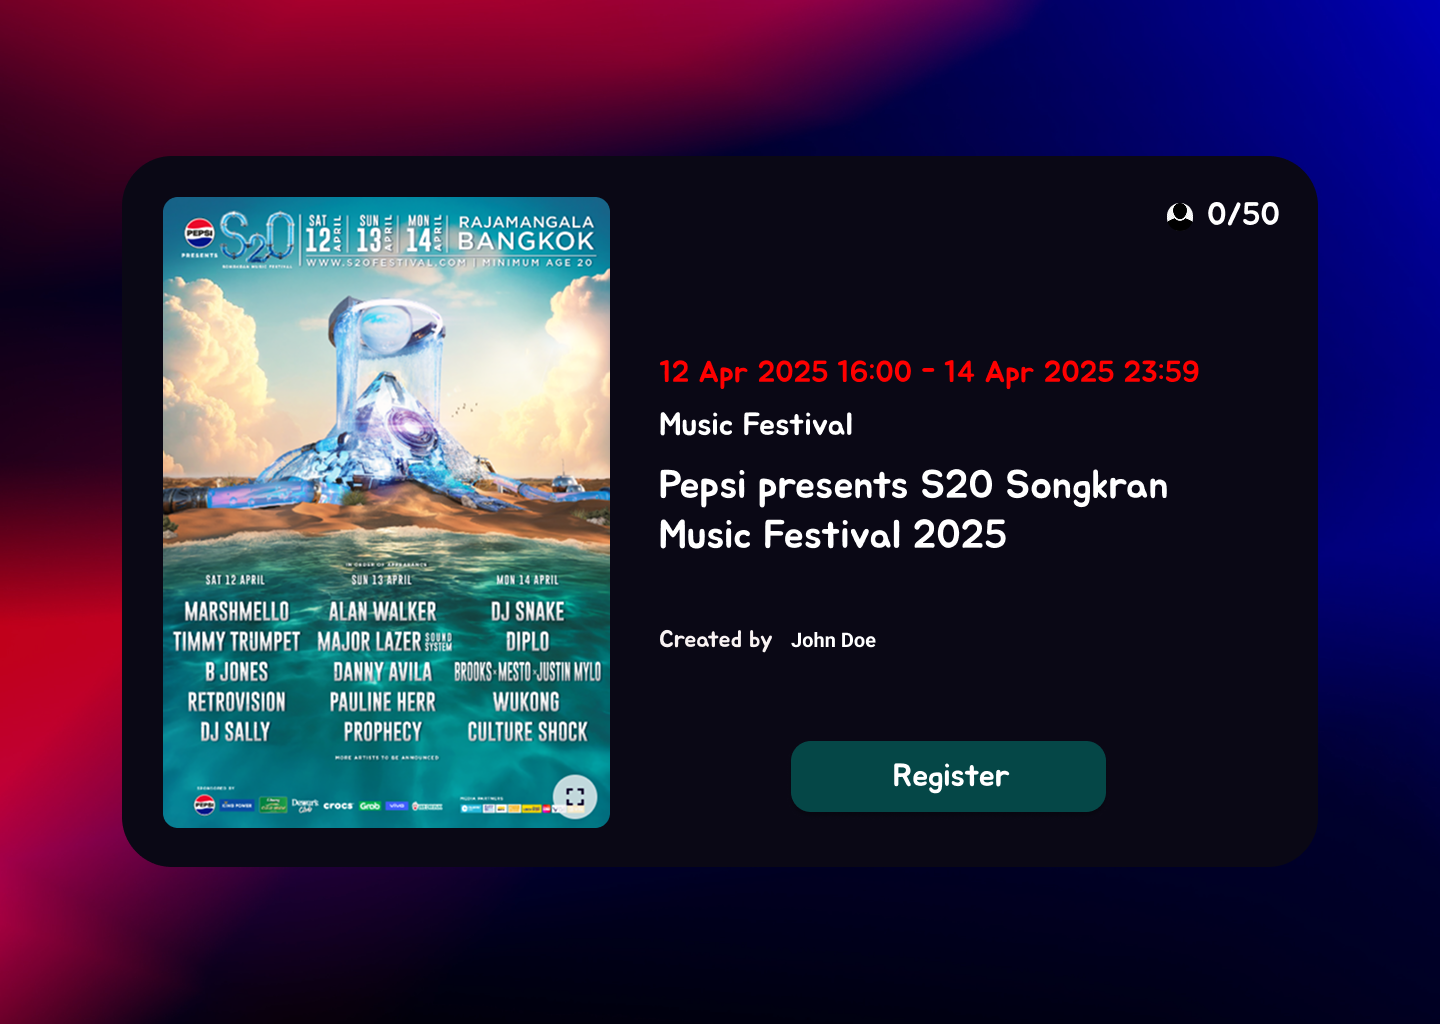 PEPSI
PRESENTS
S2O
SONGKRAN MUSIC FESTIVAL
SAT 12 APRIL
SUN 13 APRIL
MON 14 APRIL
RAJAMANGALA
BANGKOK
WWW.S2OFESTIVAL.COM | MINIMUM AGE 20
IN ORDER OF APPEARANCE
SAT 12 APRIL
MARSHMELLO
TIMMY TRUMPET
B JONES
RETROVISION
DJ SALLY
SUN 13 APRIL
ALAN WALKER
MAJOR LAZER SOUND SYSTEM
DANNY AVILA
PAULINE HERR
PROPHECY
MON 14 APRIL
DJ SNAKE
DIPLO
BROOKS × MESTO × JUSTIN MYLO
WUKONG
CULTURE SHOCK
MORE ARTISTS TO BE ANNOUNCED
SPONSORED BY
PEPSI
KING POWER
Dewar's Club
crocs
Grab
vivo
MEDIA PARTNERS
0/50
12 Apr 2025 16:00 - 14 Apr 2025 23:59
Music Festival
Pepsi presents S20 Songkran
Music Festival 2025
Created by John Doe
Register